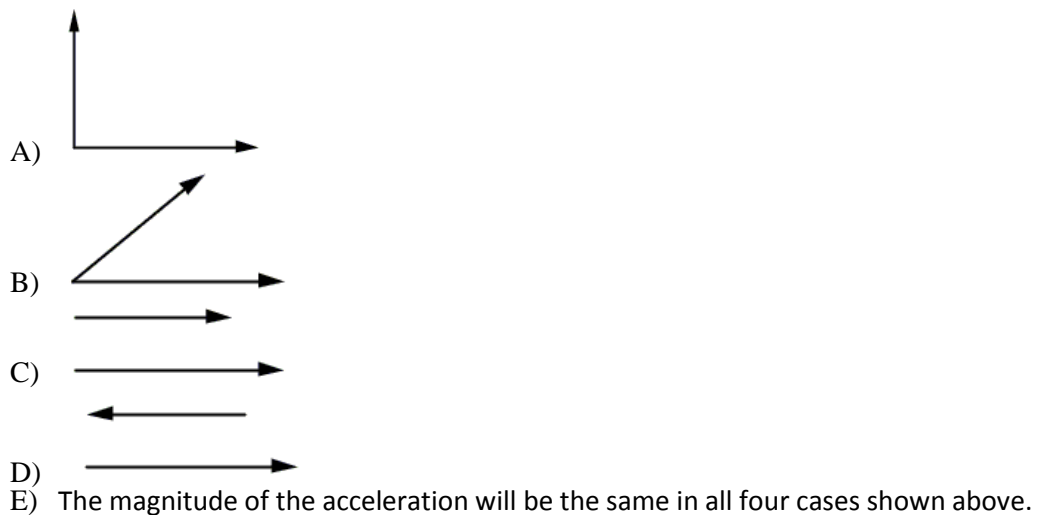 A)
B)
C)
D)
E) The magnitude of the acceleration will be the same in all four cases shown above.